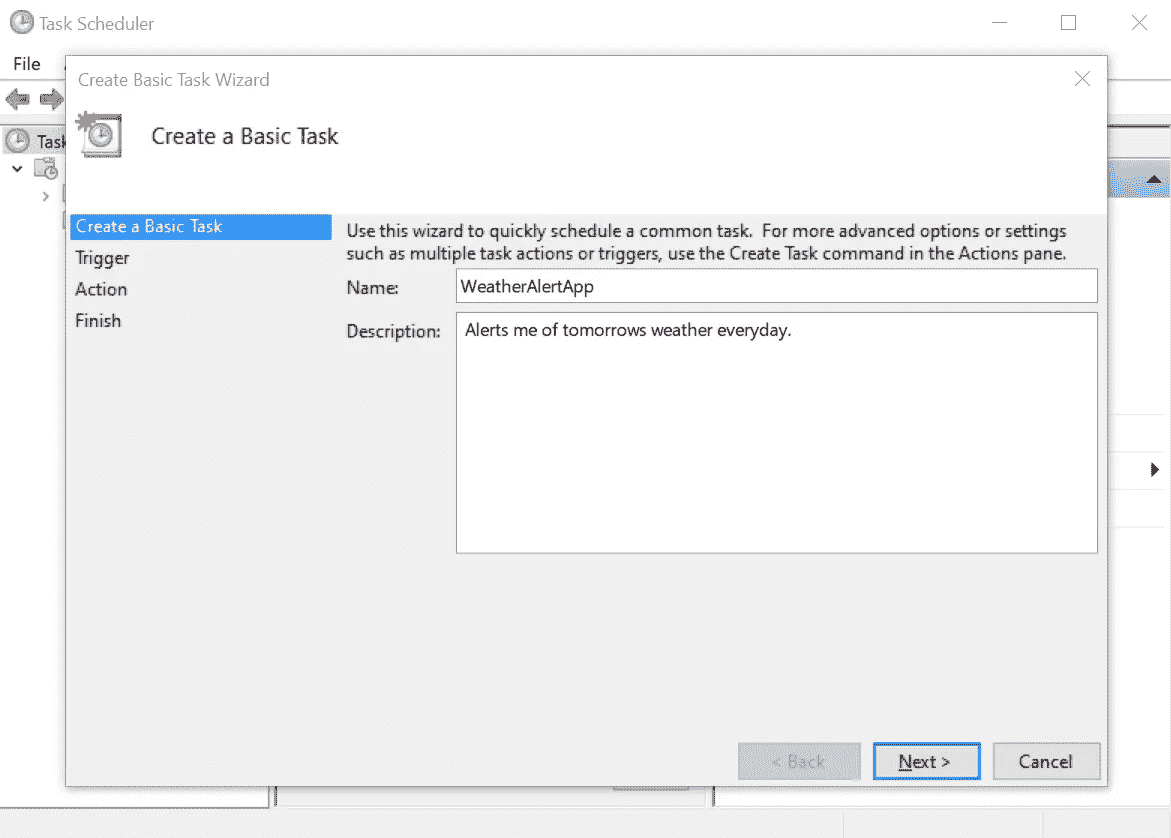 Task Scheduler
File
Create Basic Task Wizard
Task
Create a Basic Task
Create a Basic Task
Trigger
Action
Finish
Use this wizard to quickly schedule a common task.  For more advanced options or settings
such as multiple task actions or triggers, use the Create Task command in the Actions pane.
Name:
WeatherAlertApp
Description:
Alerts me of tomorrows weather everyday.
< Back
Next >
Cancel